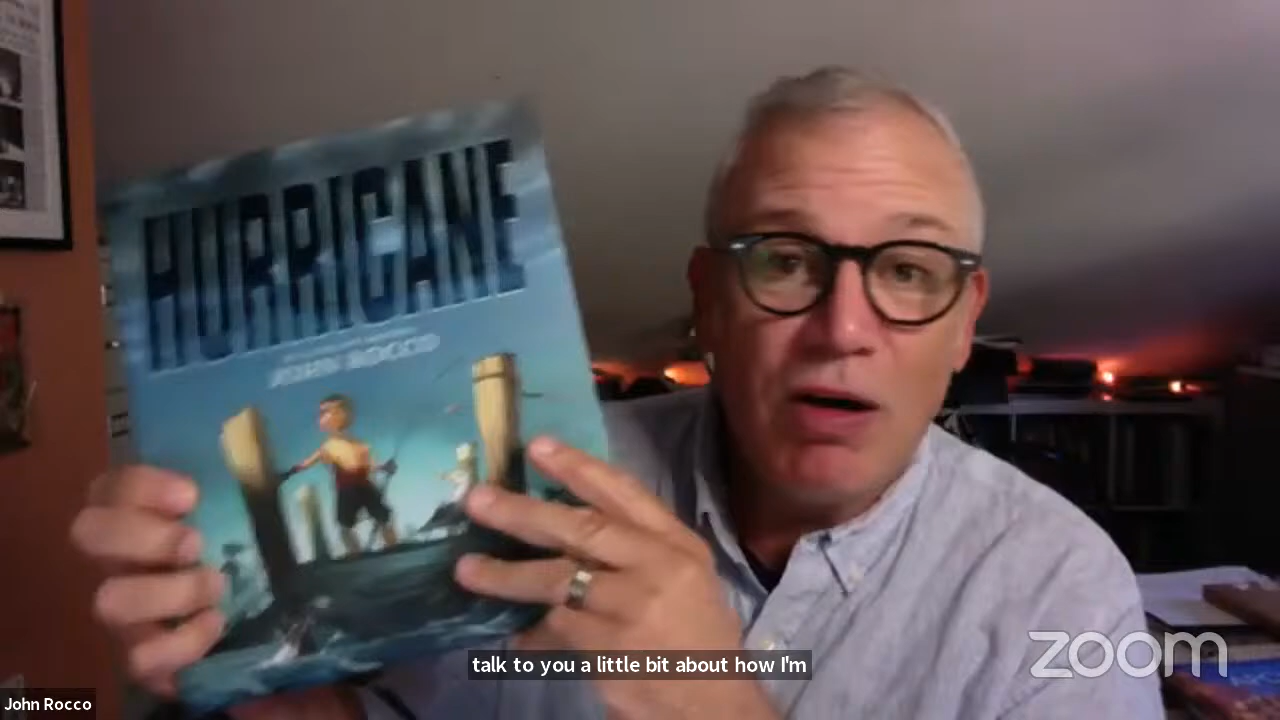 HURRICANE
JOHN ROCCO
talk to you a little bit about how I'm
zoom
John Rocco